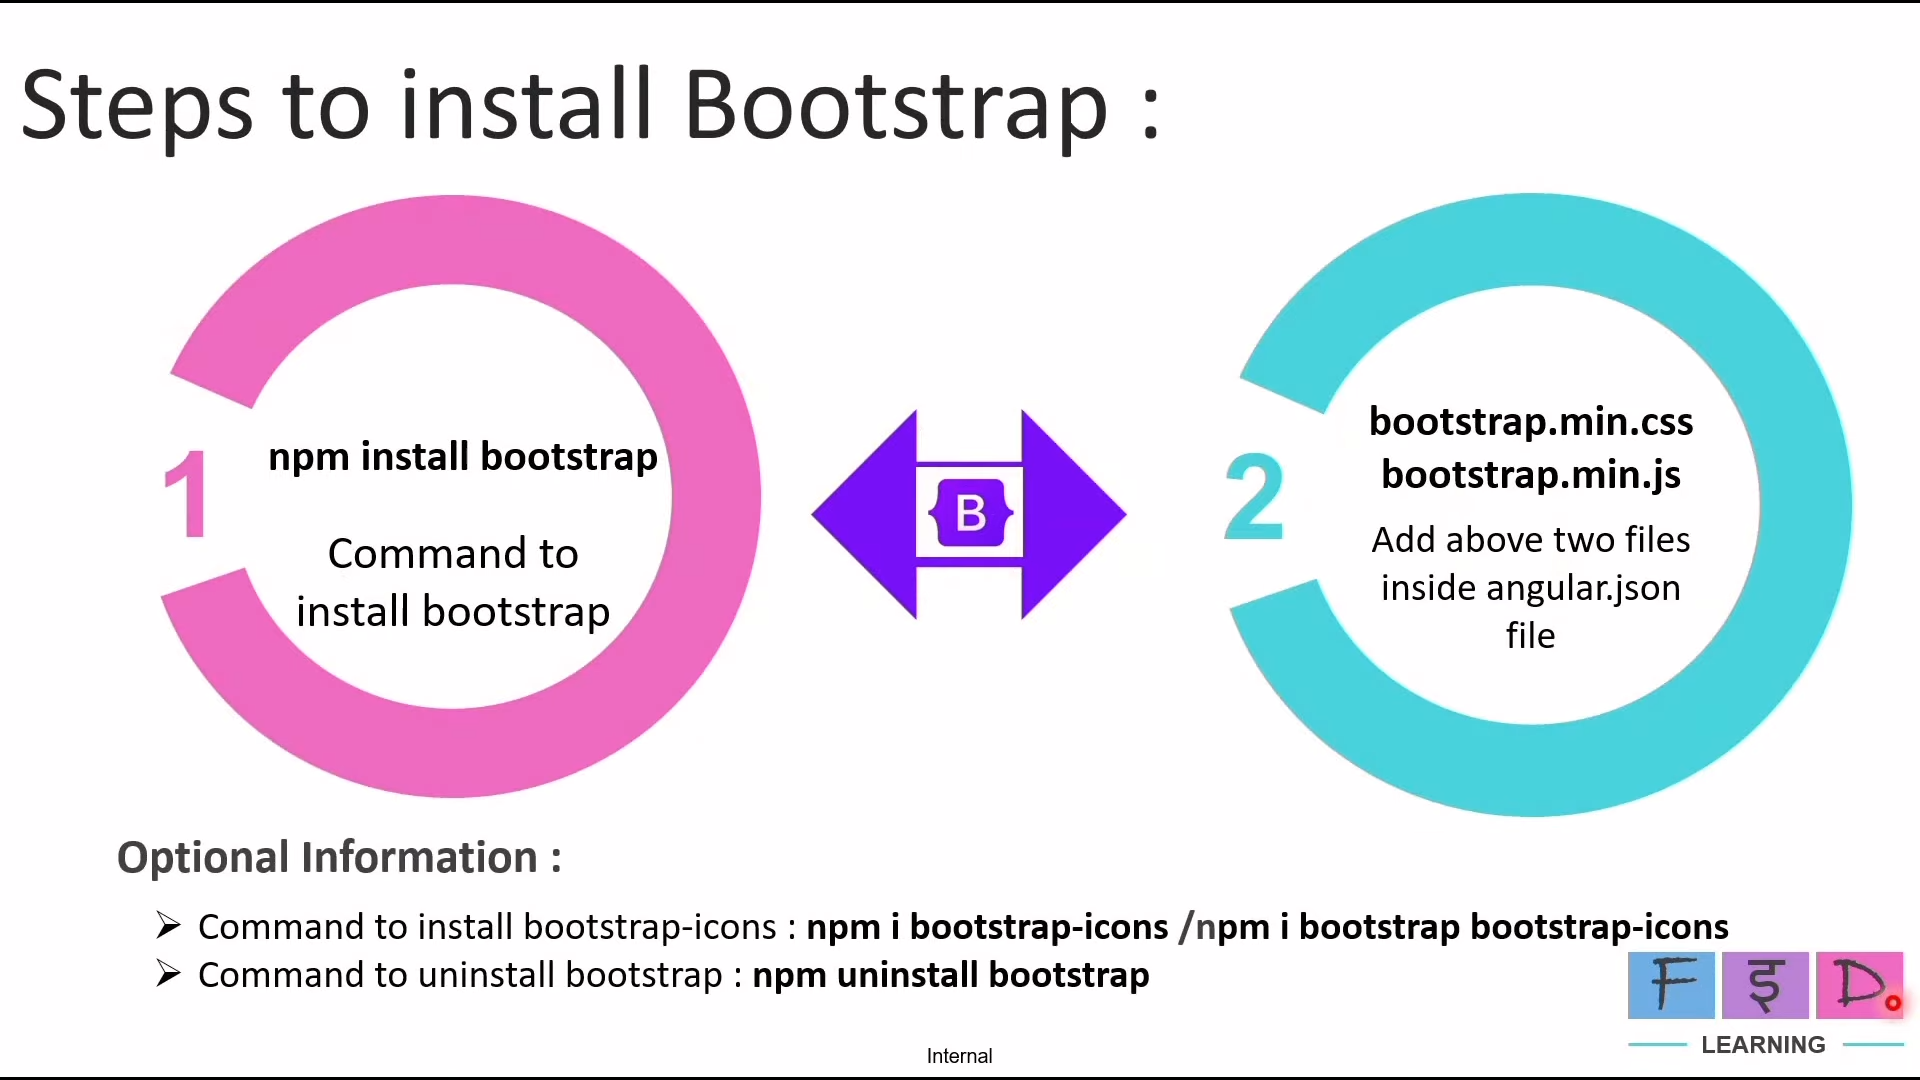 Steps to install Bootstrap :
1
npm install bootstrap
Command to
install bootstrap
B
2
bootstrap.min.css
bootstrap.min.js
Add above two files
inside angular.json
file
Optional Information :
➢ Command to install bootstrap-icons : npm i bootstrap-icons /npm i bootstrap bootstrap-icons
➢ Command to uninstall bootstrap : npm uninstall bootstrap
F इ D
LEARNING
Internal